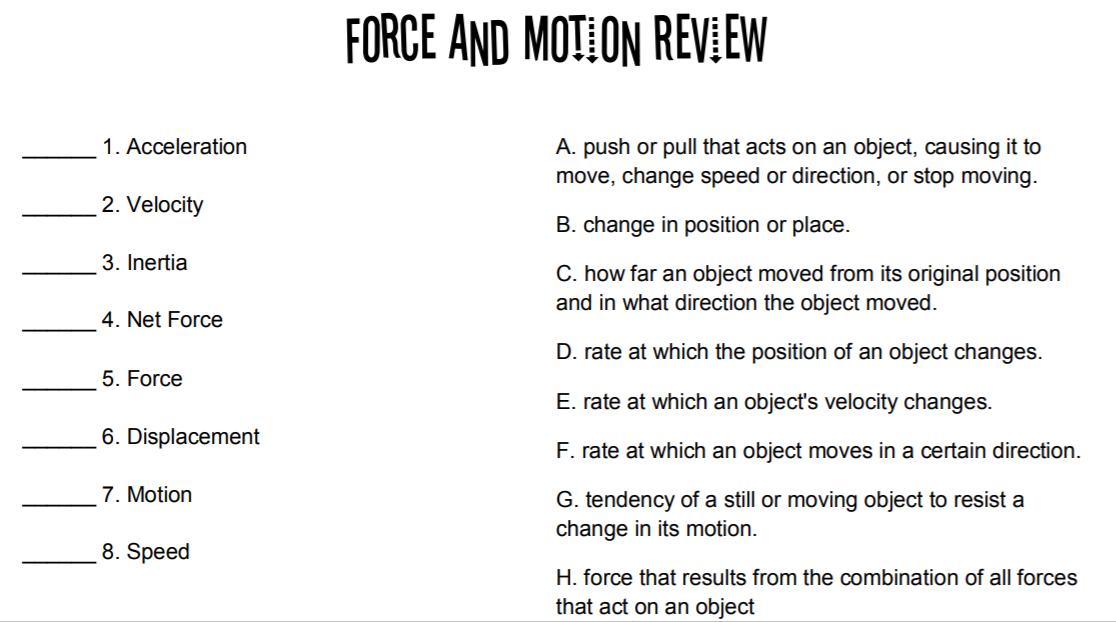 FORCE AND MOTION REVIEW
______ 1. Acceleration
______ 2. Velocity
______ 3. Inertia
______ 4. Net Force
______ 5. Force
______ 6. Displacement
______ 7. Motion
______ 8. Speed
A. push or pull that acts on an object, causing it to
move, change speed or direction, or stop moving.
B. change in position or place.
C. how far an object moved from its original position
and in what direction the object moved.
D. rate at which the position of an object changes.
E. rate at which an object's velocity changes.
F. rate at which an object moves in a certain direction.
G. tendency of a still or moving object to resist a
change in its motion.
H. force that results from the combination of all forces
that act on an object